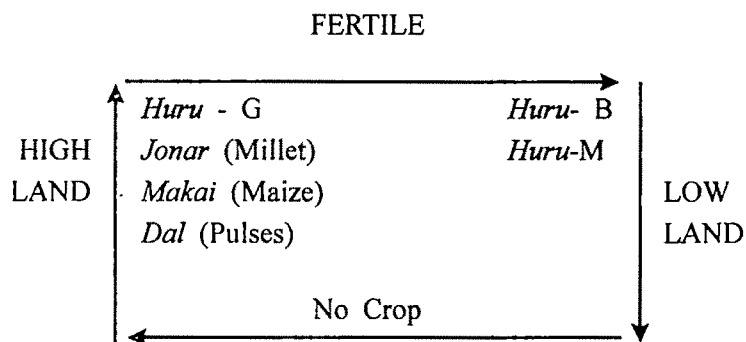 FERTILE
Huru - G Huru- B
HIGH Jonar (Millet) Huru-M
LAND Makai (Maize) LOW
Dal (Pulses) LAND
No Crop